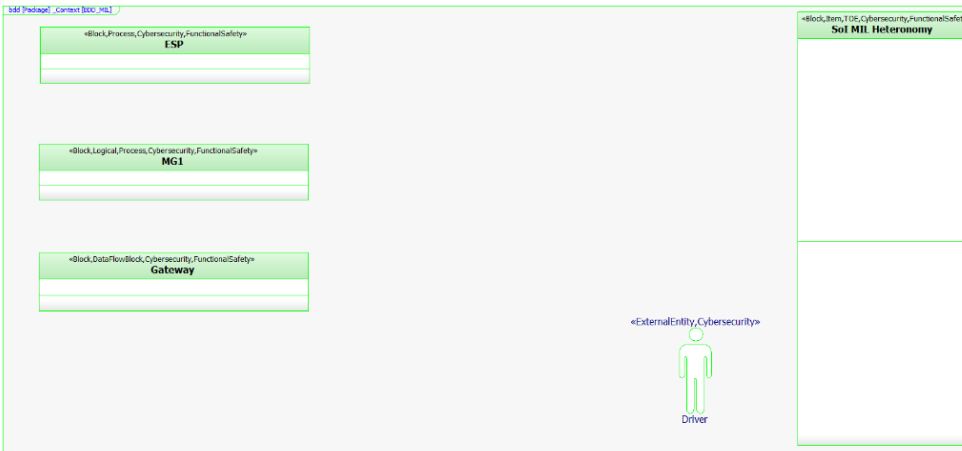 bdd [Package] _Context [BDD_MIL]
«Block,Process,Cybersecurity,FunctionalSafety»
ESP
«Block,Logical,Process,Cybersecurity,FunctionalSafety»
MG1
«Block,DataFlowBlock,Cybersecurity,FunctionalSafety»
Gateway
«ExternalEntity,Cybersecurity»
Driver
«Block,Item,TOE,Cybersecurity,FunctionalSafet
SoI MIL Heteronomy